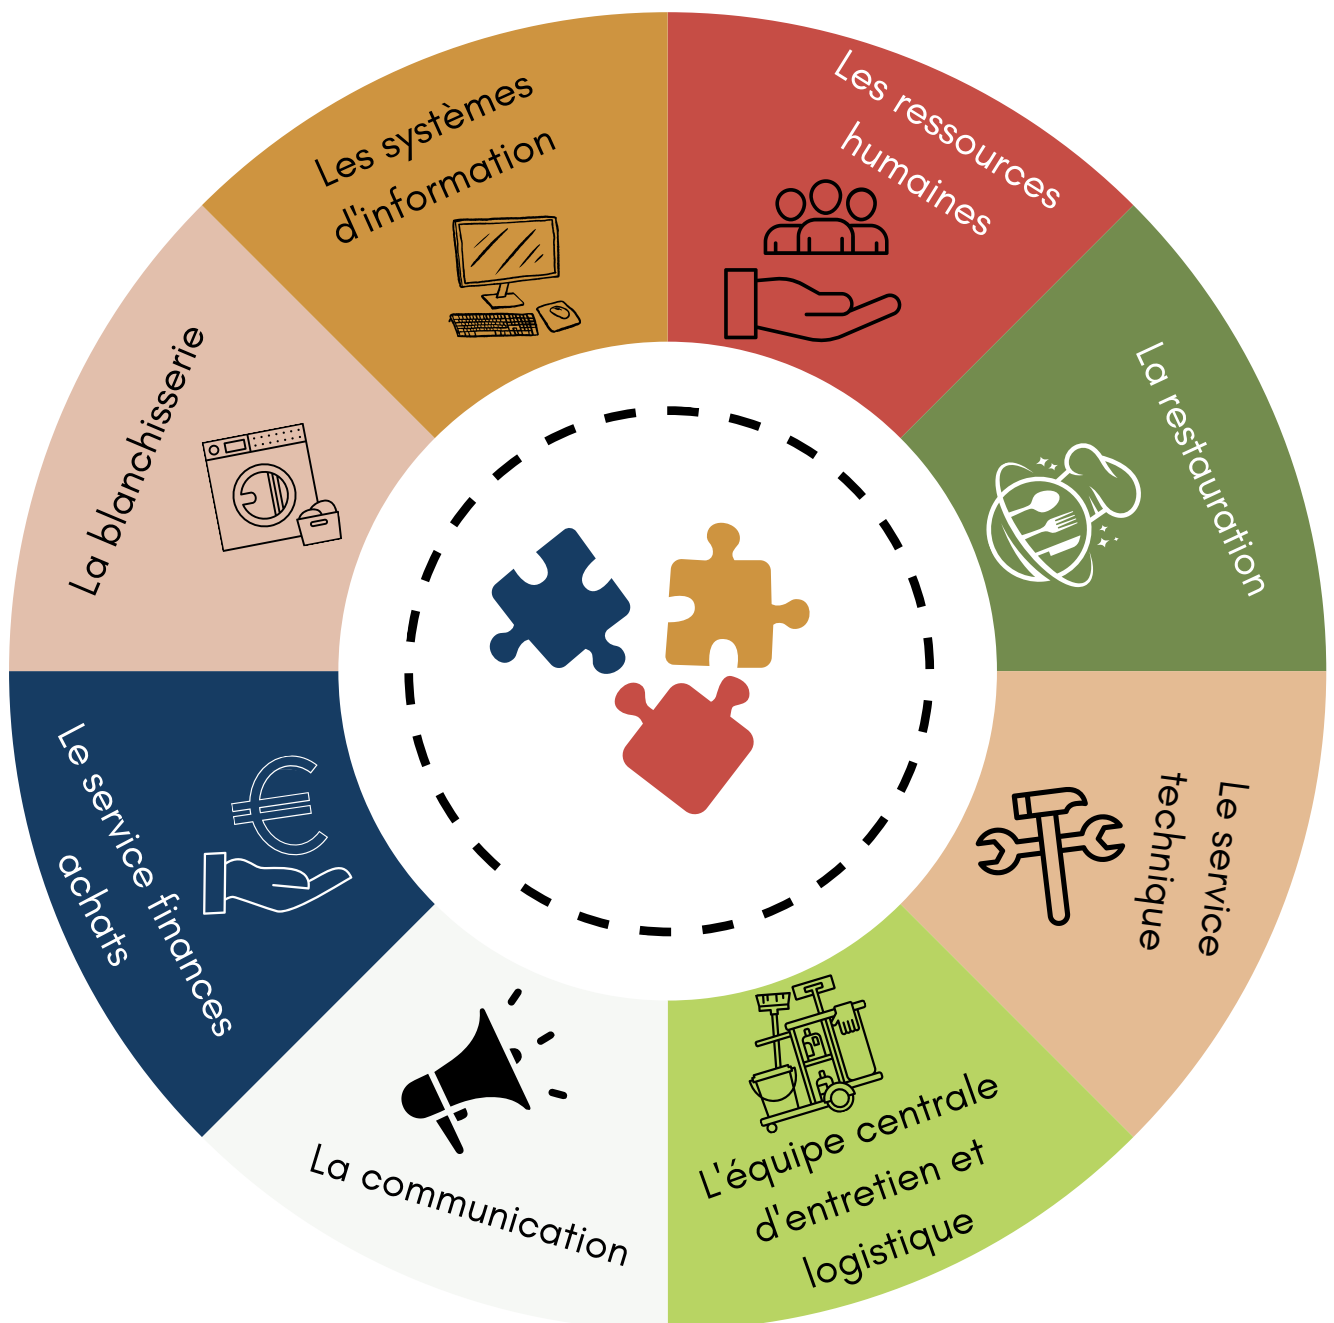 Les ressources
humaines
La restauration
Le service
technique
L'équipe centrale
d'entretien et
logistique
La communication
Le service finances
achats
La blanchisserie
Les systèmes
d'information